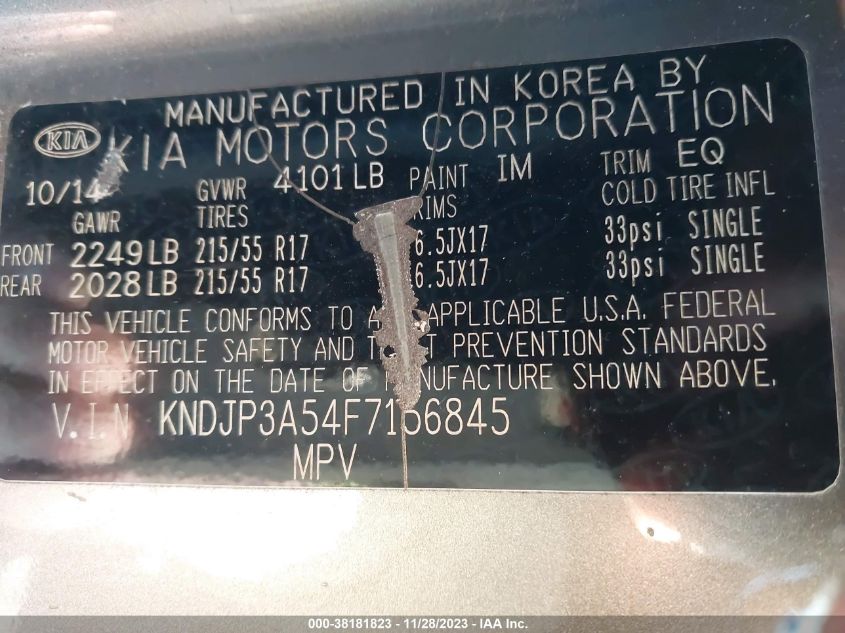 MANUFACTURED IN KOREA BY
KIA KIA MOTORS CORPORATION
10/14 GVWR 4101 LB PAINT IM TRIM EQ
GAWR TIRES RIMS COLD TIRE INFL
FRONT 2249 LB 215/55 R17 6.5JX17 33psi SINGLE
REAR 2028 LB 215/55 R17 6.5JX17 33psi SINGLE
THIS VEHICLE CONFORMS TO APPLICABLE U.S.A. FEDERAL
MOTOR VEHICLE SAFETY AND PREVENTION STANDARDS
IN EFFECT ON THE DATE OF MANUFACTURE SHOWN ABOVE.
V.I.N KNDJP3A54F7156845
MPV
000-38181823 - 11/28/2023 - IAA Inc.